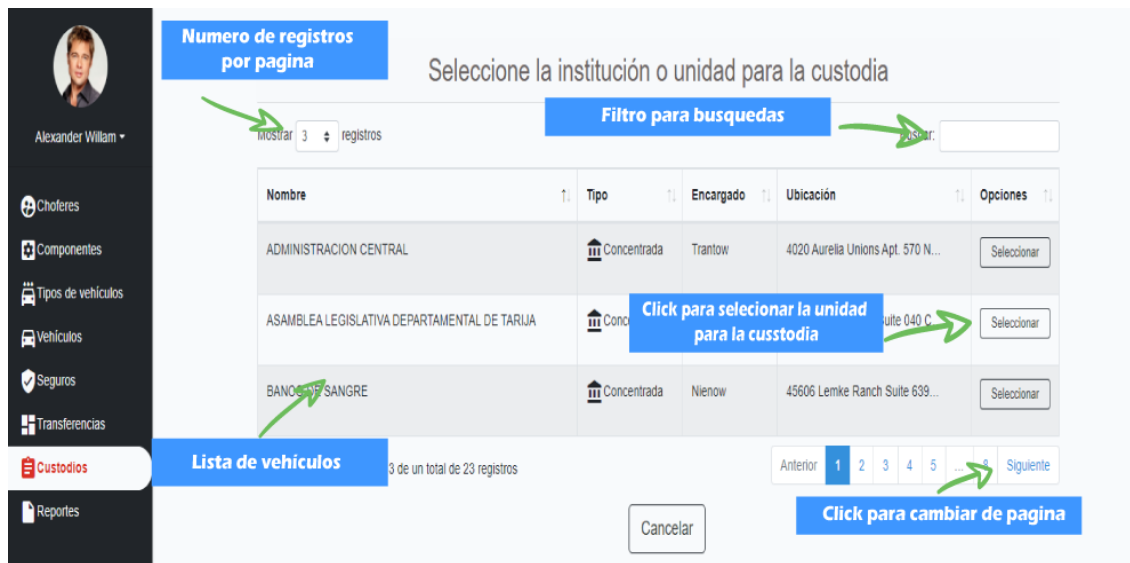 Numero de registros
por pagina
Seleccione la institución o unidad para la custodia
Filtro para busquedas
Alexander Willam
Mostrar 3 registros
Nombre Tipo Encargado Ubicación Opciones
Choferes
Componentes
ADMINISTRACION CENTRAL Concentrada Trantow 4020 Aurelia Unions Apt. 570 N... Seleccionar
Tipos de vehículos
Click para selecionar la unidad
para la cusstodia
ASAMBLEA LEGISLATIVA DEPARTAMENTAL DE TARIJA uite 040 C Seleccionar
Vehículos
Seguros
SANGRE Concentrada Nienow 45606 Lemke Ranch Suite 639... Seleccionar
Transferencias
Custodios
Lista de vehículos
3 de un total de 23 registros
Anterior 1 2 3 4 5 ... Siguiente
Reportes
Click para cambiar de pagina
Cancelar